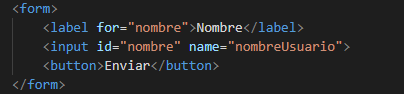 <form>
<label for="nombre">Nombre</label>
<input id="nombre" name="nombreUsuario">
<button>Enviar</button>
</form>